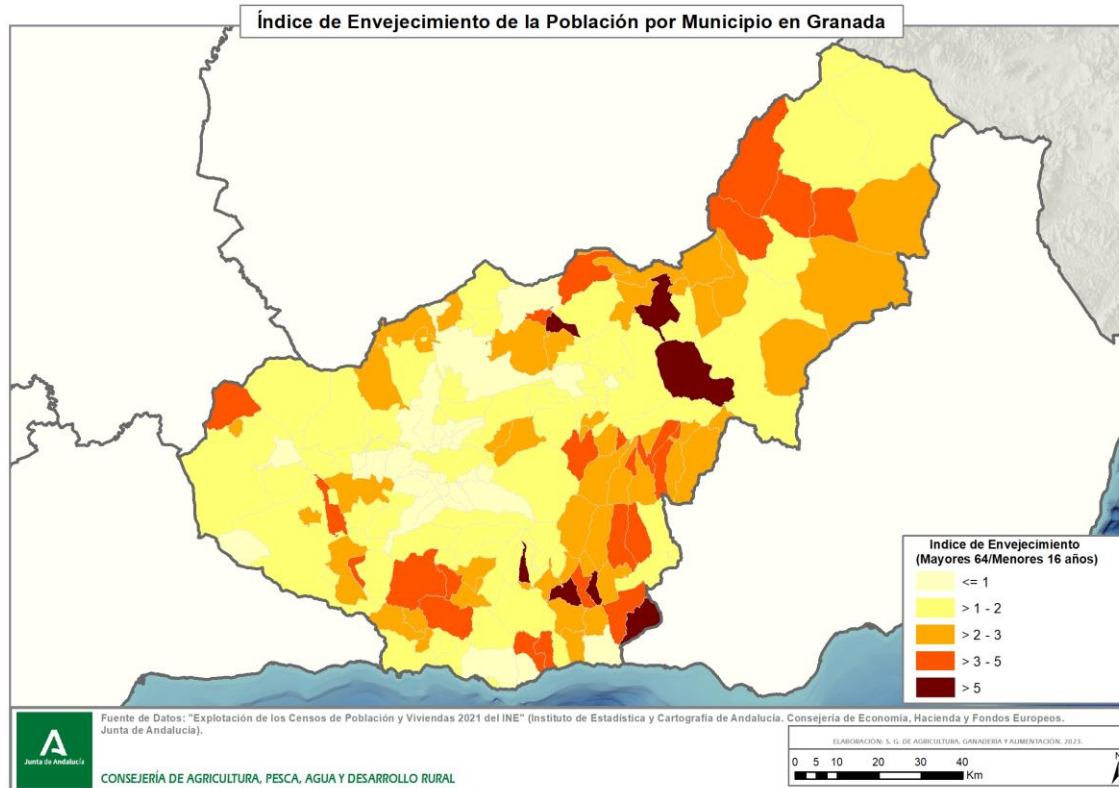 Índice de Envejecimiento de la Población por Municipio en Granada
Indice de Envejecimiento
(Mayores 64/Menores 16 años)
<= 1
> 1 - 2
> 2 - 3
> 3 - 5
> 5
Junta de Andalucía
Fuente de Datos: "Explotación de los Censos de Población y Viviendas 2021 del INE" (Instituto de Estadística y Cartografía de Andalucía. Consejería de Economía, Hacienda y Fondos Europeos.
Junta de Andalucía).
CONSEJERÍA DE AGRICULTURA, PESCA, AGUA Y DESARROLLO RURAL
ELABORACIÓN: S. G. DE AGRICULTURA, GANADERÍA Y ALIMENTACIÓN. 2023.
0 5 10 20 30 40
Km
N